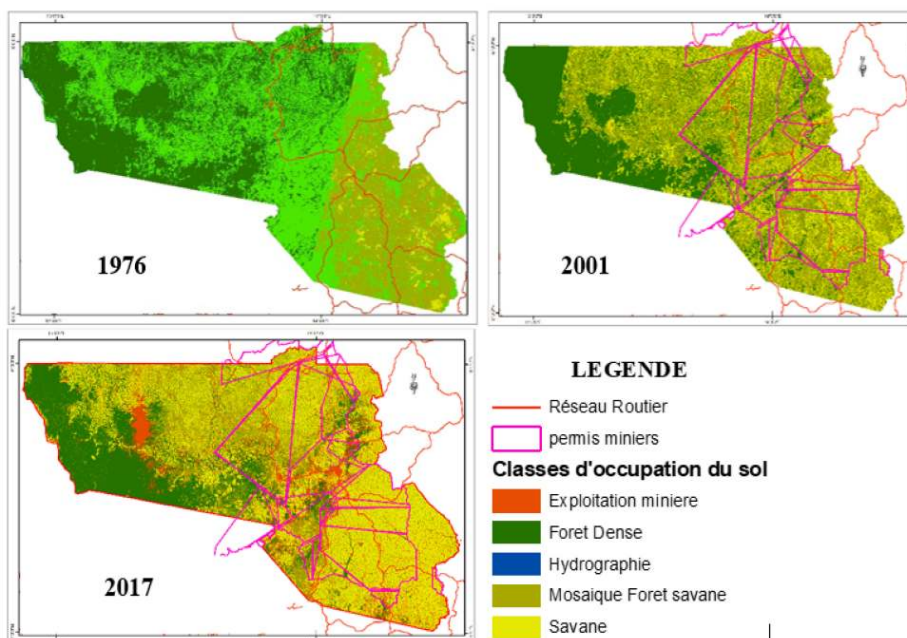 1976
2001
2017
LEGENDE
Réseau Routier
permis miniers
Classes d'occupation du sol
Exploitation miniere
Foret Dense
Hydrographie
Mosaique Foret savane
Savane